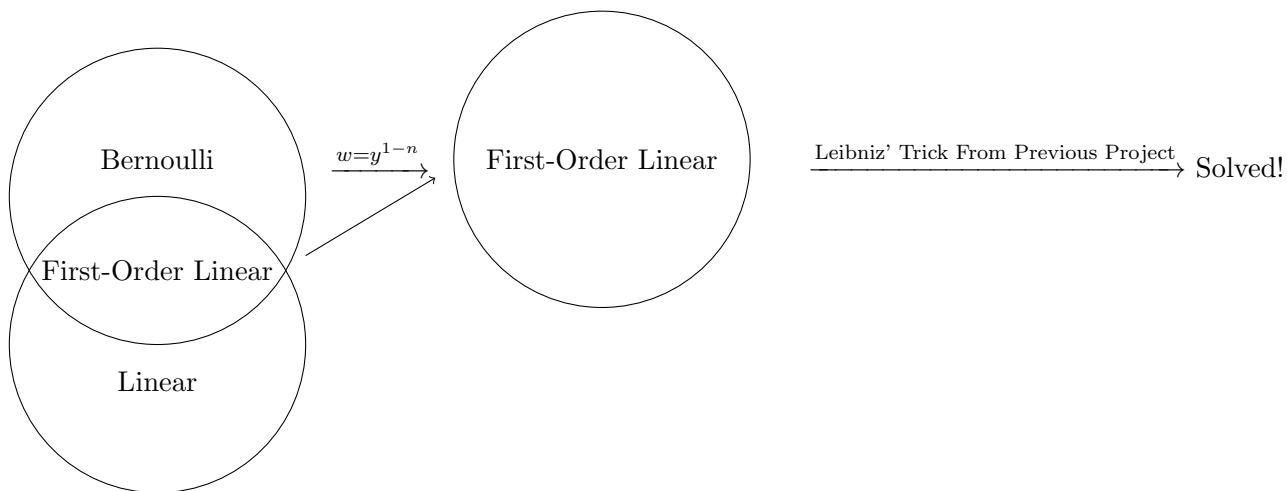 Bernoulli
First-Order Linear
Linear
w=y^{1−n}
First-Order Linear
Leibniz’ Trick From Previous Project
Solved!